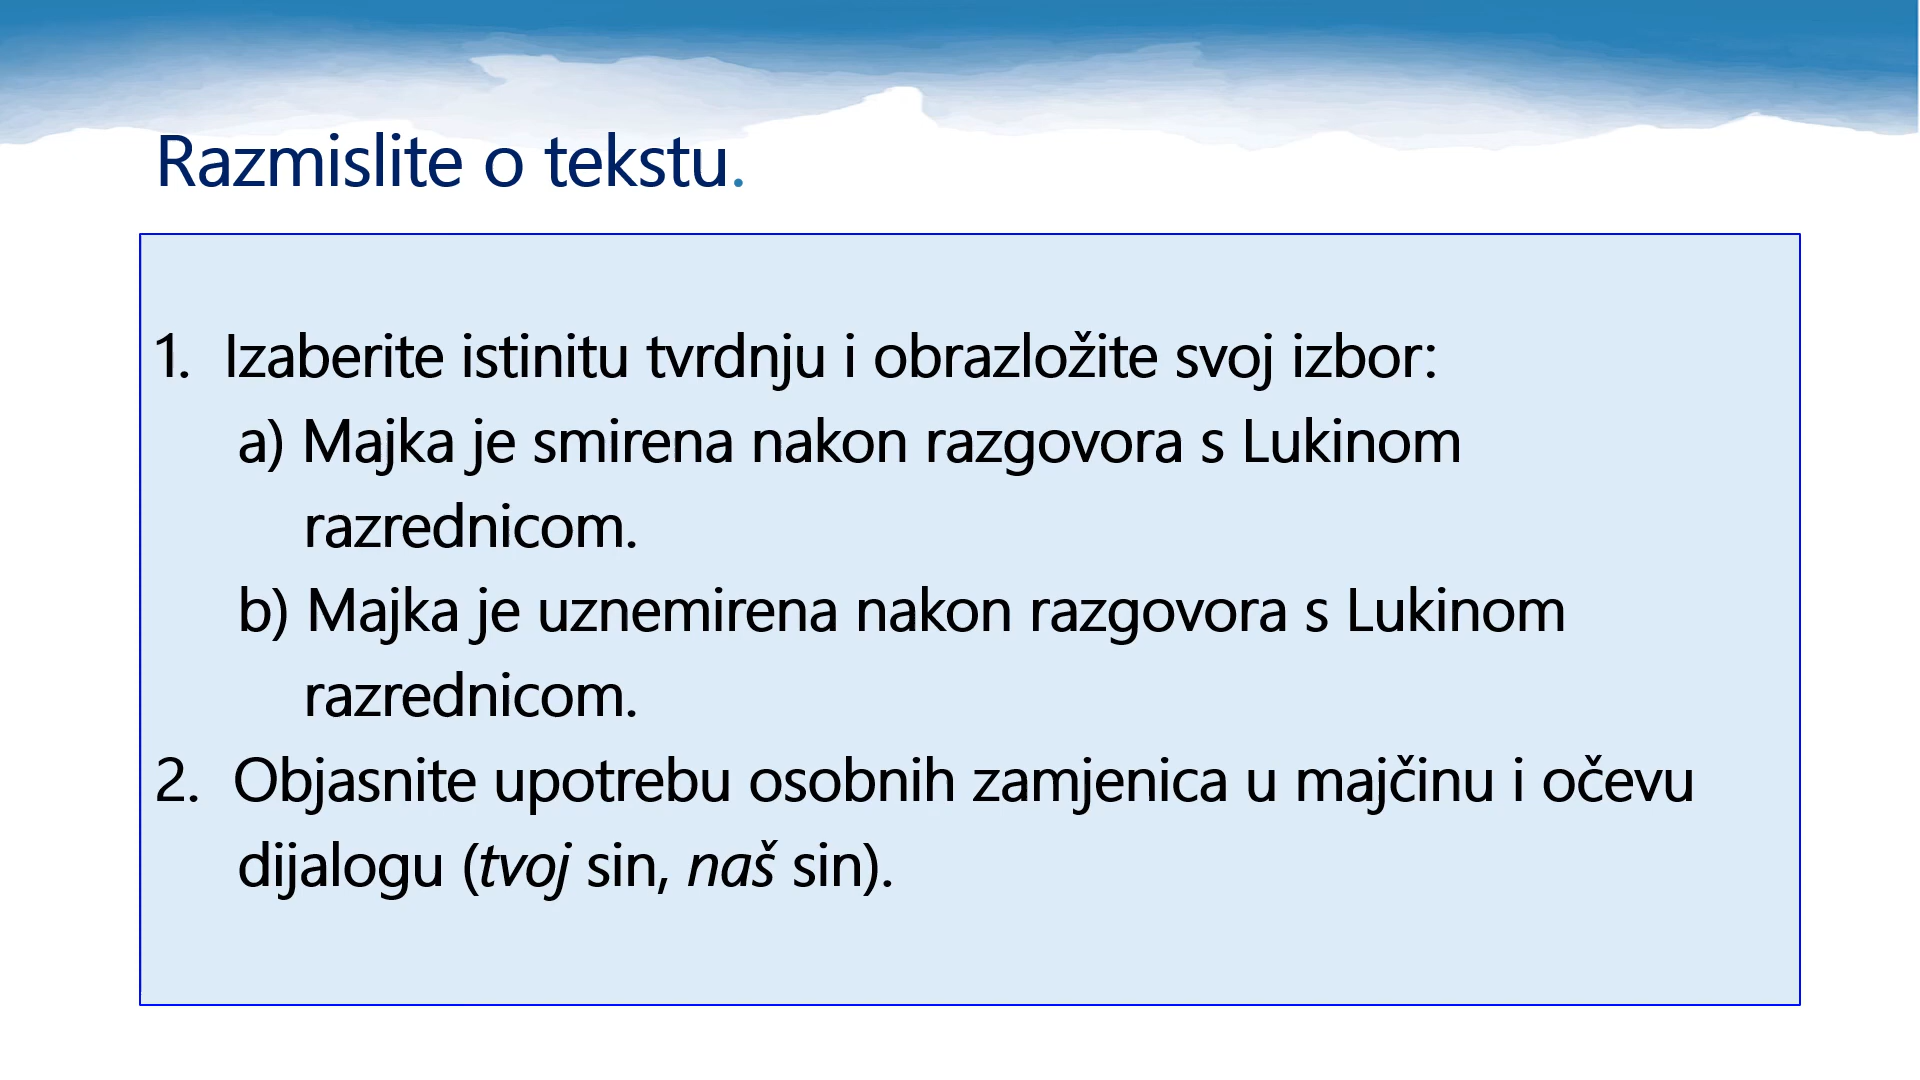 Razmislite o tekstu.
1. Izaberite istinitu tvrdnju i obrazložite svoj izbor:
a) Majka je smirena nakon razgovora s Lukinom
razrednicom.
b) Majka je uznemirena nakon razgovora s Lukinom
razrednicom.
2. Objasnite upotrebu osobnih zamjenica u majčinu i očevu
dijalogu (tvoj sin, naš sin).